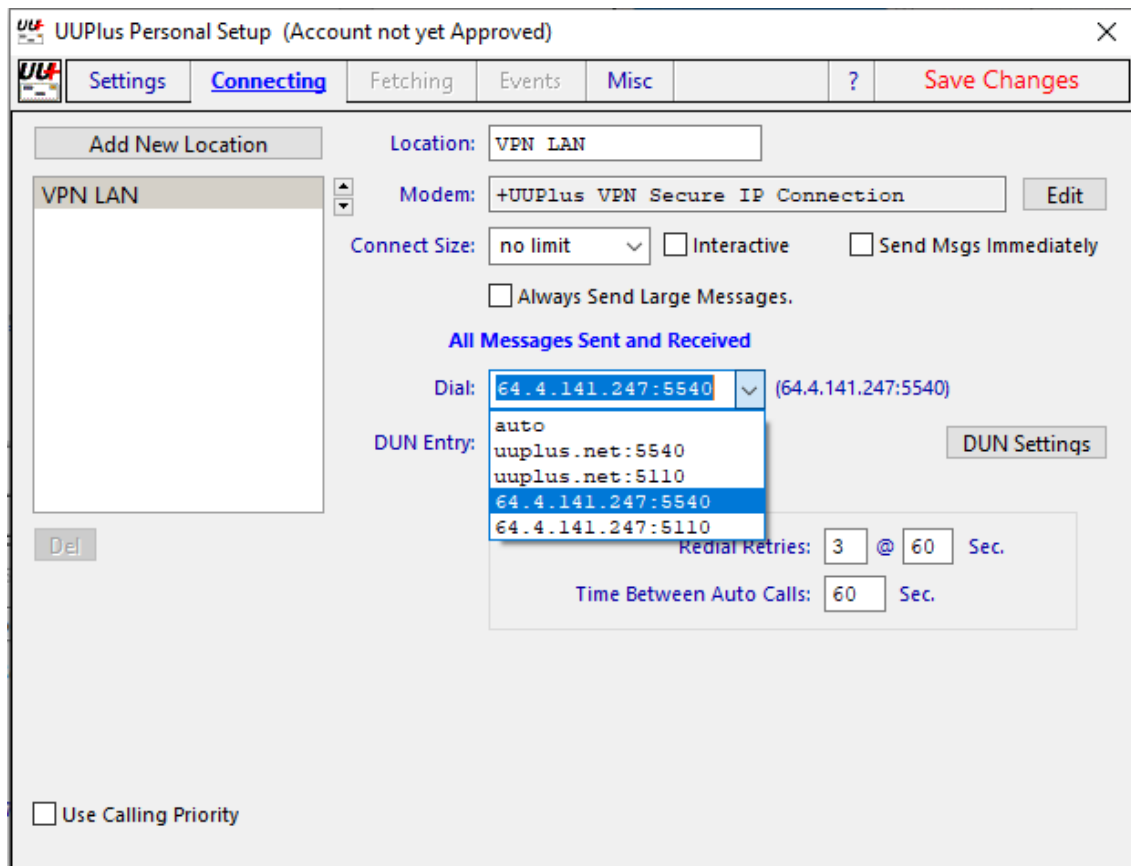 UU+ UUPlus Personal Setup (Account not yet Approved)
UU+ Settings Connecting Fetching Events Misc ? Save Changes
Add New Location Location: VPN LAN
VPN LAN Modem: +UUPlus VPN Secure IP Connection Edit
Connect Size: no limit Interactive Send Msgs Immediately
Always Send Large Messages.
All Messages Sent and Received
Dial: 64.4.141.247:5540 (64.4.141.247:5540)
auto
DUN Entry: uuplus.net:5540 DUN Settings
uuplus.net:5110
64.4.141.247:5540
64.4.141.247:5110
Del Redial Retries: 3 @ 60 Sec.
Time Between Auto Calls: 60 Sec.
Use Calling Priority